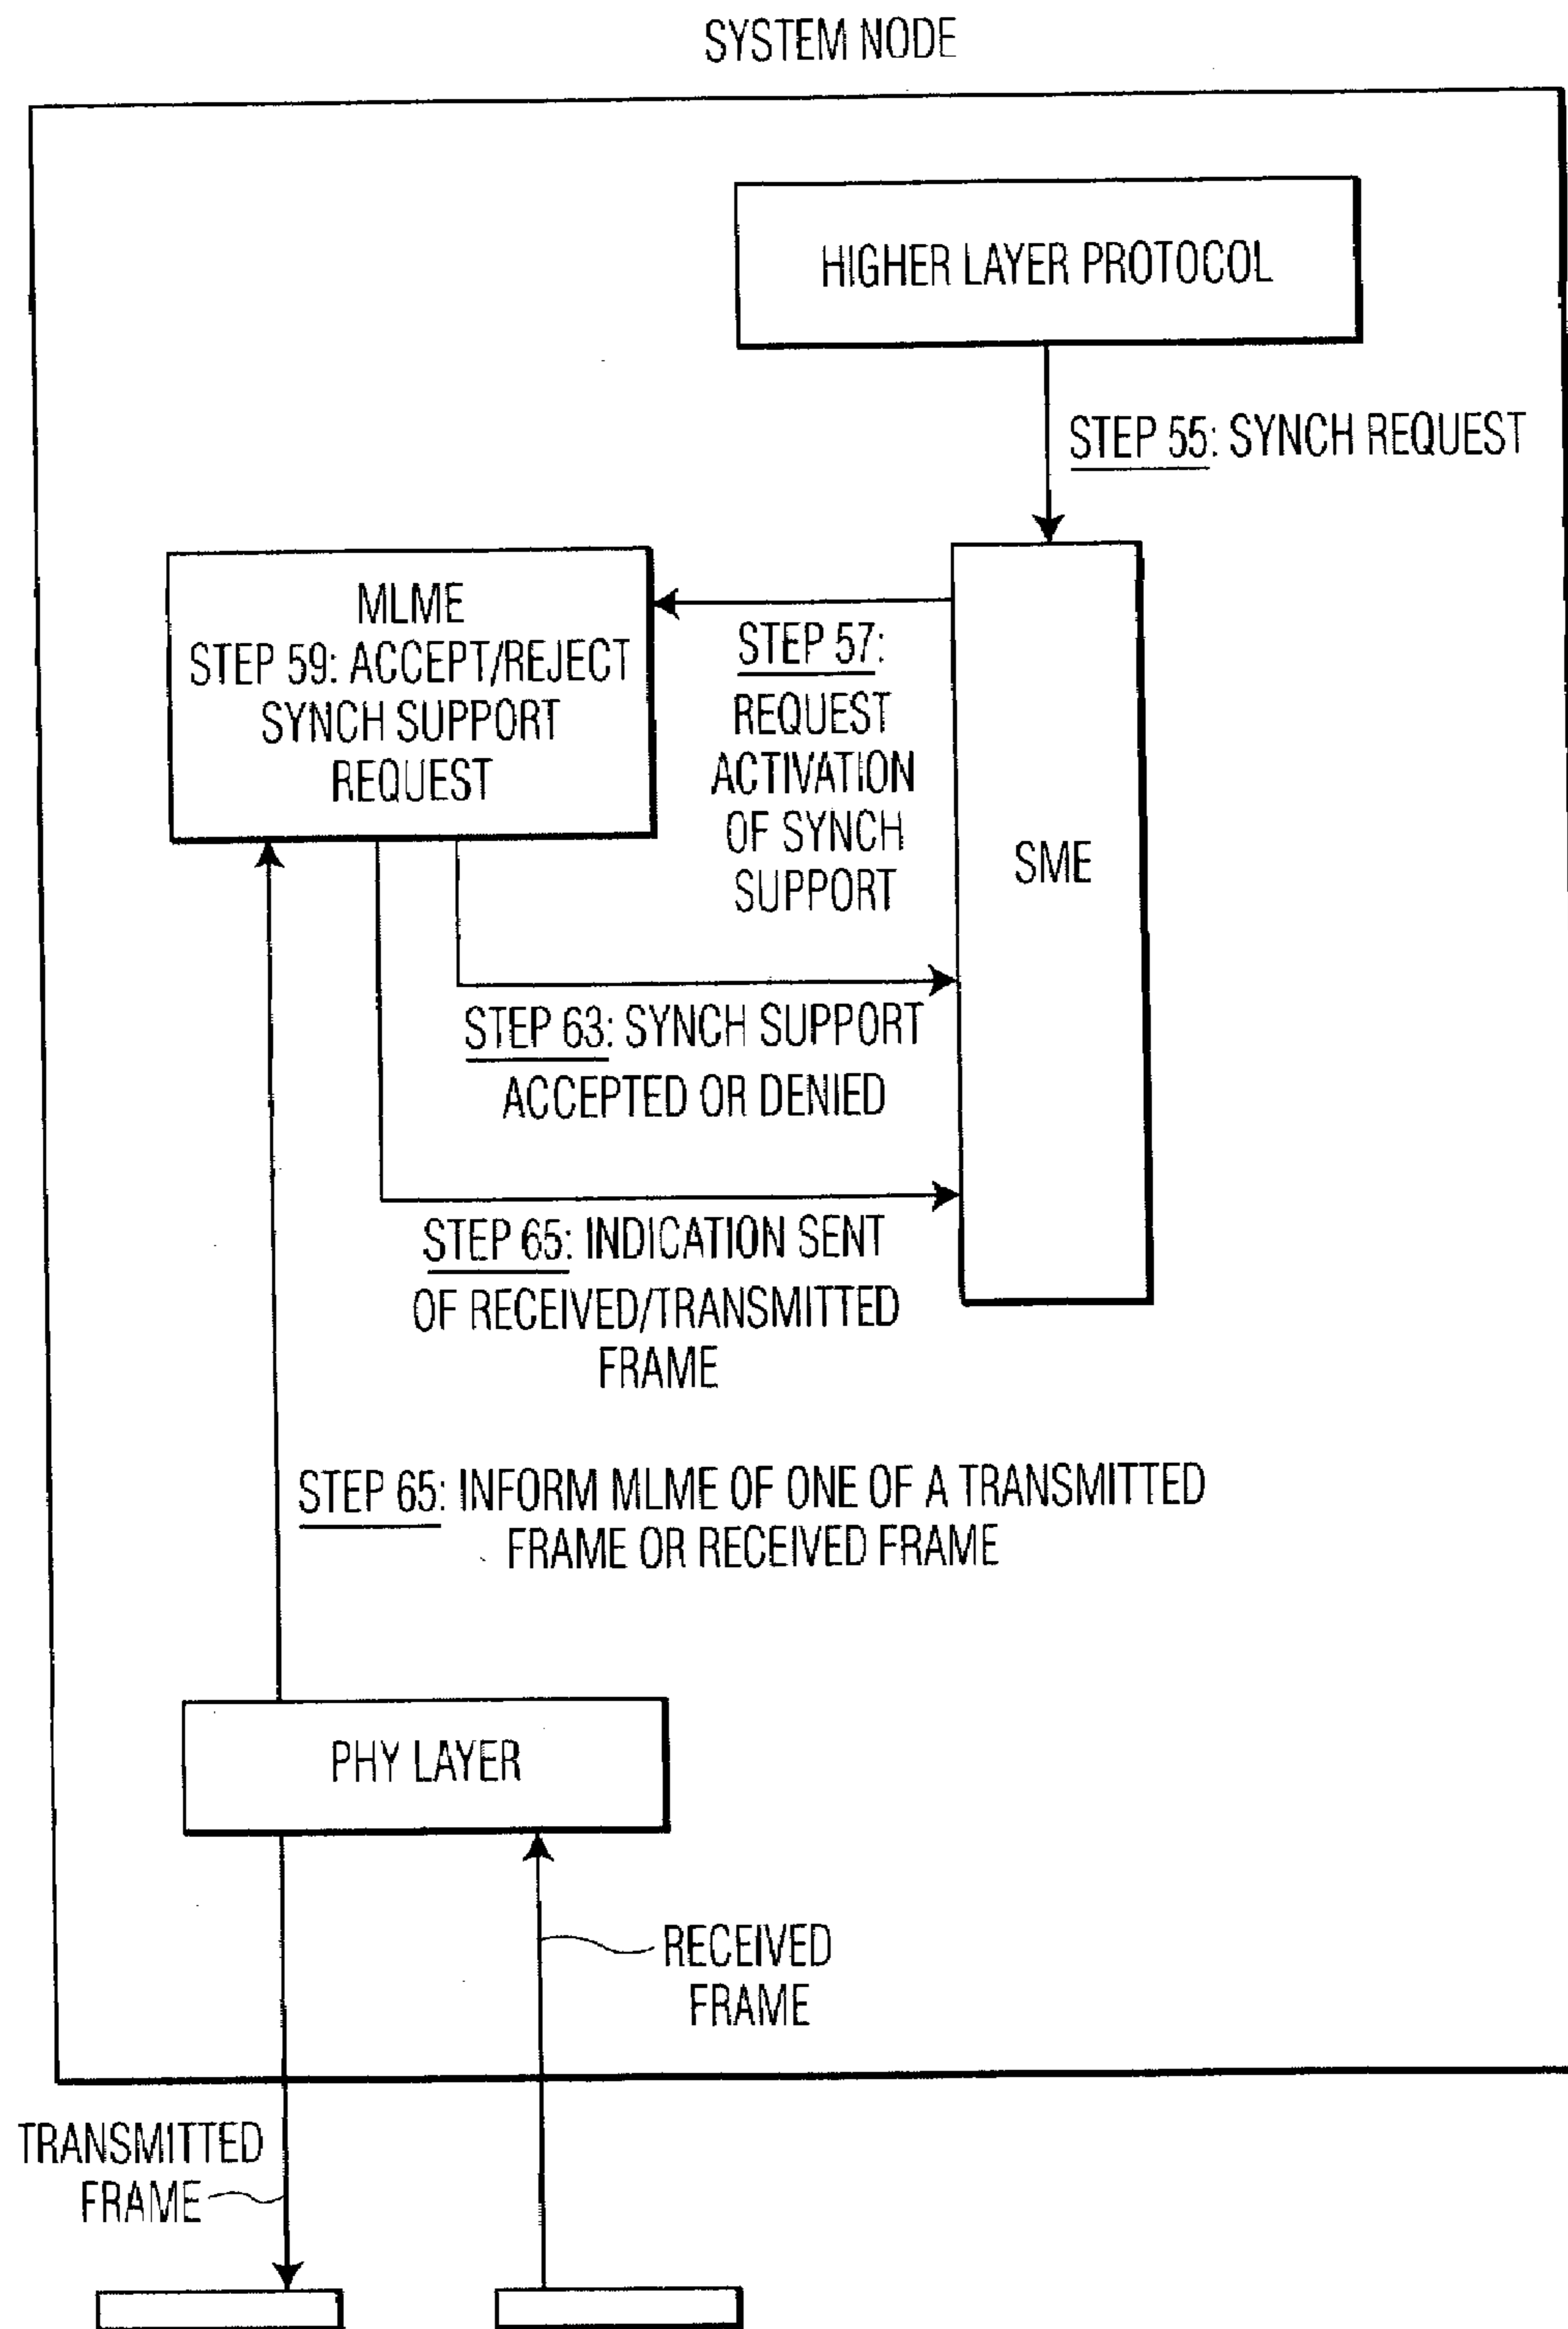 SYSTEM NODE
HIGHER LAYER PROTOCOL
STEP 55: SYNCH REQUEST
MLME
STEP 59: ACCEPT/REJECT
SYNCH SUPPORT
REQUEST
STEP 57:
REQUEST
ACTIVATION
OF SYNCH
SUPPORT
SME
STEP 63: SYNCH SUPPORT
ACCEPTED OR DENIED
STEP 65: INDICATION SENT
OF RECEIVED/TRANSMITTED
FRAME
STEP 65: INFORM MLME OF ONE OF A TRANSMITTED
FRAME OR RECEIVED FRAME
PHY LAYER
RECEIVED
FRAME
TRANSMITTED
FRAME